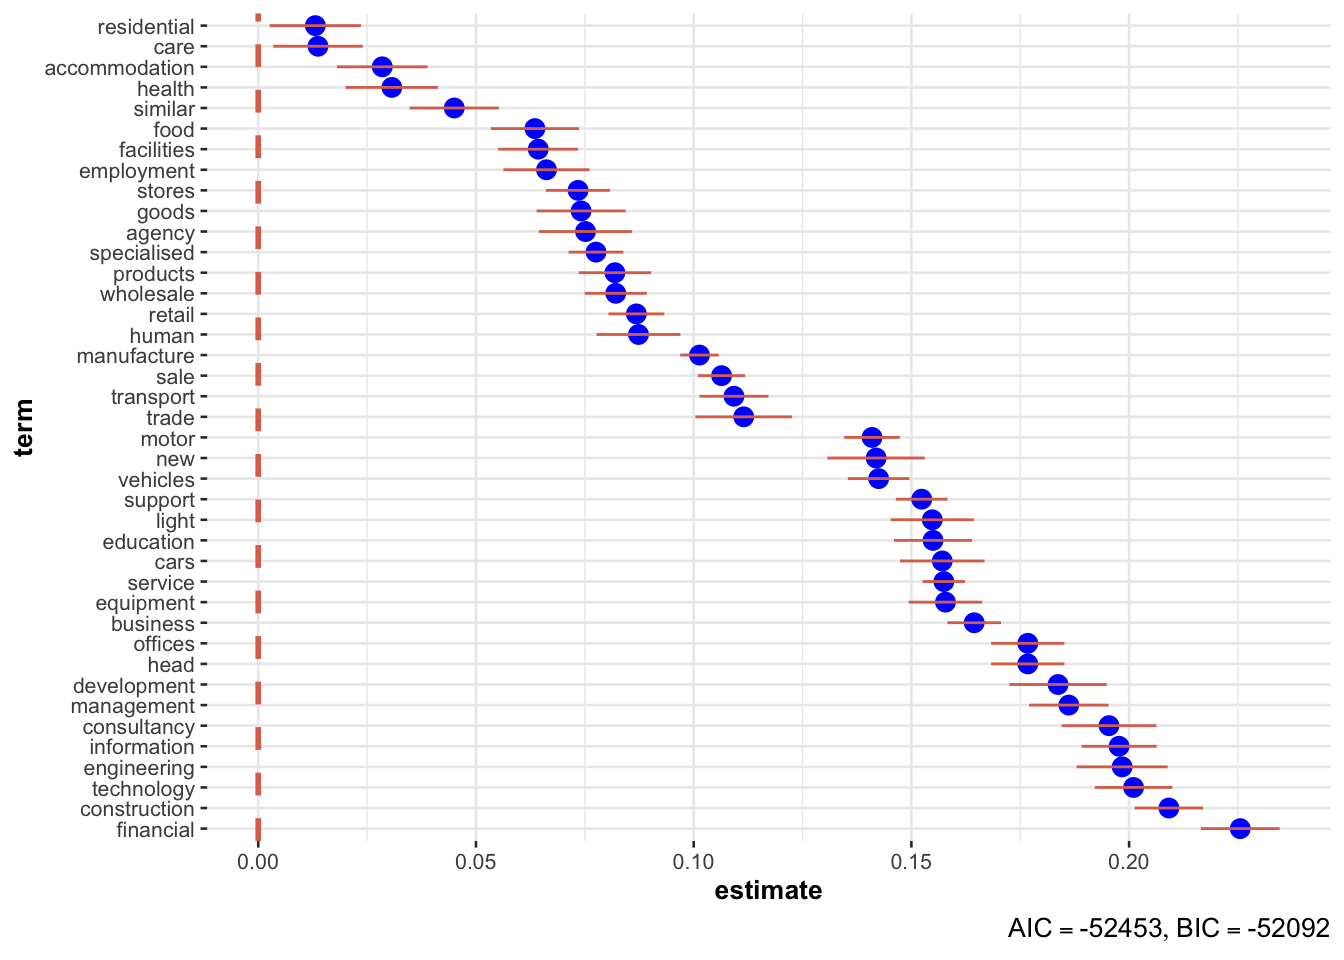 residential
care
accommodation
health
similar
food
facilities
employment
stores
goods
agency
specialised
products
wholesale
retail
human
manufacture
sale
transport
trade
motor
new
vehicles
support
light
education
cars
service
equipment
business
offices
head
development
management
consultancy
information
engineering
technology
construction
financial
term
0.00 0.05 0.10 0.15 0.20
estimate
AIC = -52453, BIC = -52092